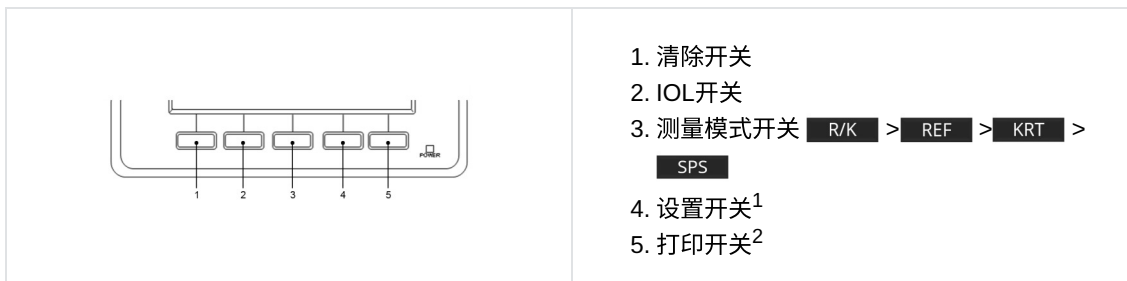 POWER
1 2 3 4 5
1. 清除开关
2. IOL开关
3. 测量模式开关 R/K > REF > KRT >
SPS
4. 设置开关1
5. 打印开关2